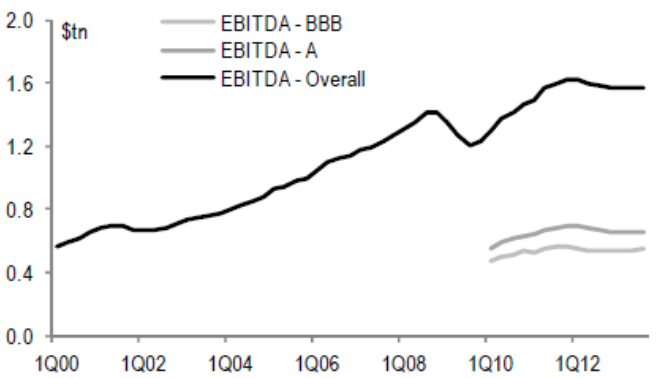 2.0
$tn
EBITDA - BBB
EBITDA - A
EBITDA - Overall
1.6
1.2
0.8
0.4
0.0
1Q00 1Q02 1Q04 1Q06 1Q08 1Q10 1Q12